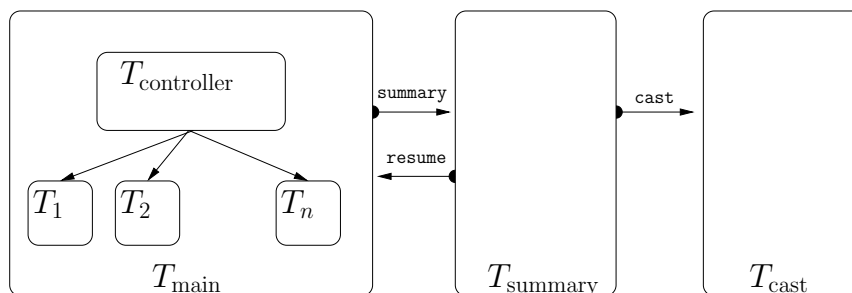 T_controller
summary
cast
resume
T_1
T_2
T_n
T_main
T_summary
T_cast